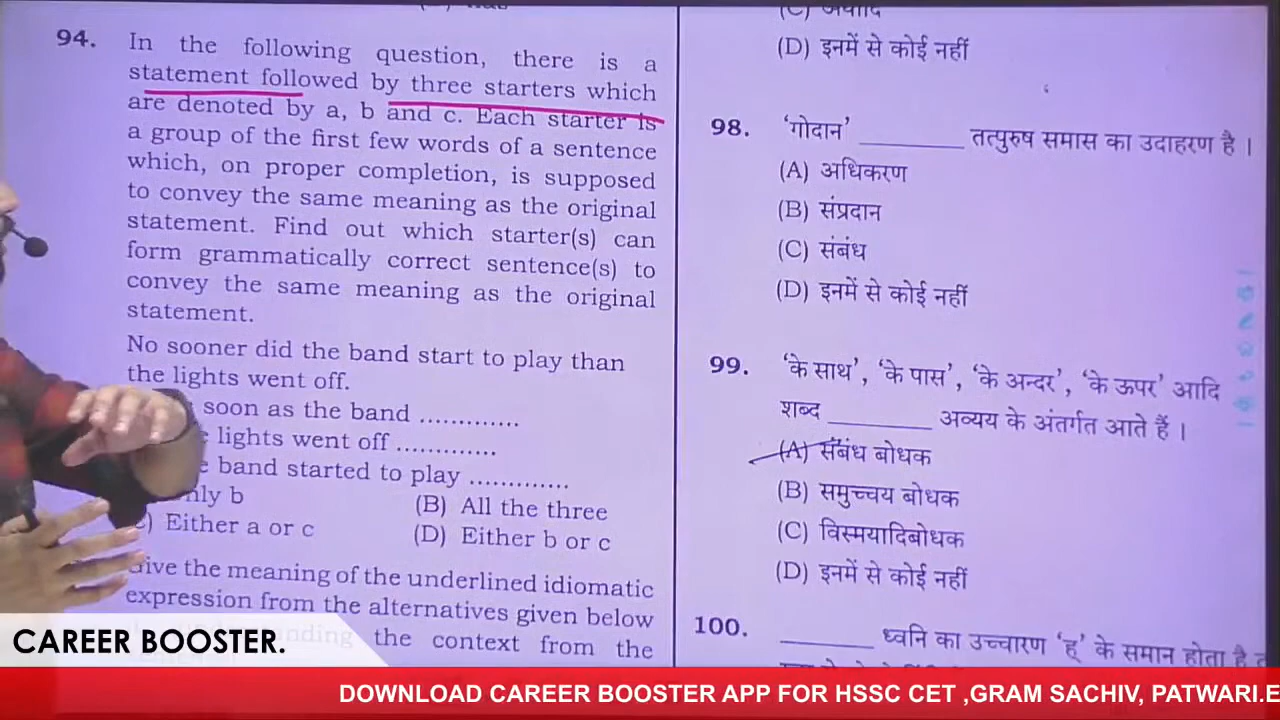 94. In the following question, there is a
statement followed by three starters which
are denoted by a, b and c. Each starter is
a group of the first few words of a sentence
which, on proper completion, is supposed
to convey the same meaning as the original
statement. Find out which starter(s) can
form grammatically correct sentence(s) to
convey the same meaning as the original
statement.
No sooner did the band start to play than
the lights went off.
soon as the band .............
lights went off .............
band started to play .............
only b
(B) All the three
Either a or c
(D) Either b or c
Give the meaning of the underlined idiomatic
expression from the alternatives given below
the context from the
(D) इनमें से कोई नहीं
98. 'गोदान' ________ तत्पुरुष समास का उदाहरण है ।
(A) अधिकरण
(B) संप्रदान
(C) संबंध
(D) इनमें से कोई नहीं
99. 'के साथ', 'के पास', 'के अन्दर', 'के ऊपर' आदि
शब्द ________ अव्यय के अंतर्गत आते हैं ।
(A) संबंध बोधक
(B) समुच्चय बोधक
(C) विस्मयादिबोधक
(D) इनमें से कोई नहीं
100. ________ ध्वनि का उच्चारण 'ह्' के समान होता है
CAREER BOOSTER.
DOWNLOAD CAREER BOOSTER APP FOR HSSC CET ,GRAM SACHIV, PATWARI.E